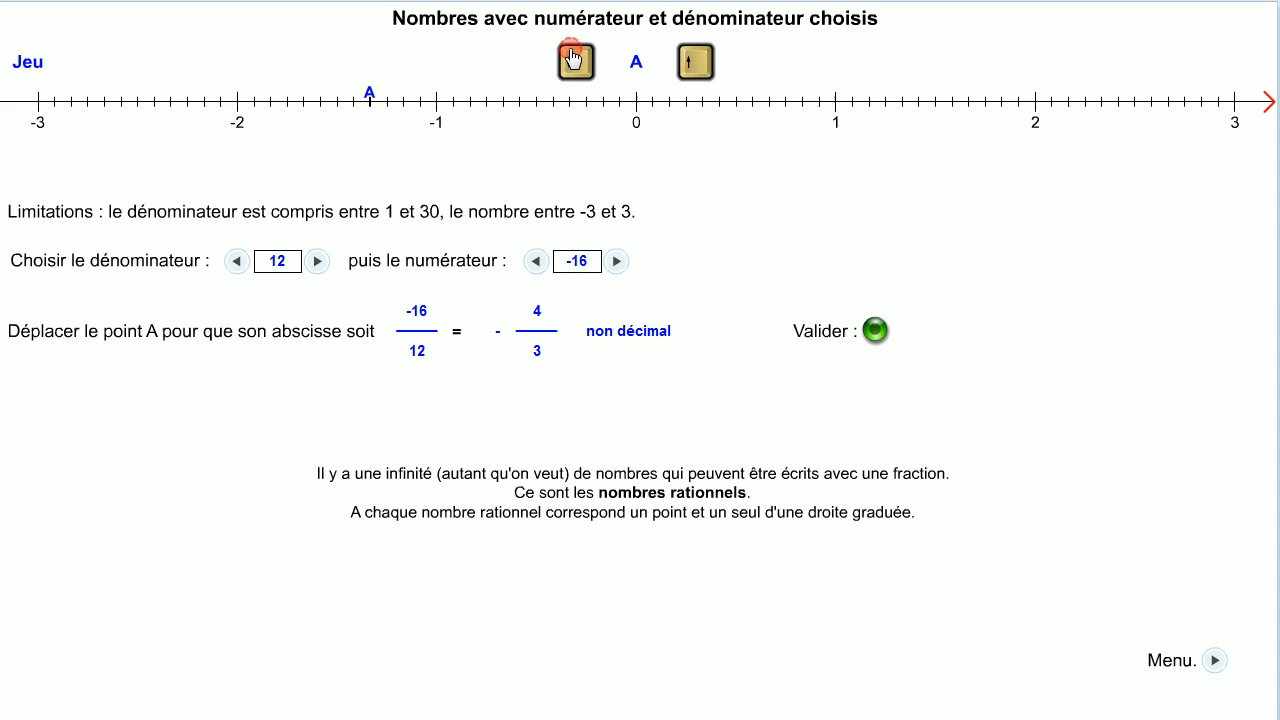 Nombres avec numérateur et dénominateur choisis
Jeu
A
A
-3 -2 -1 0 1 2 3
Limitations : le dénominateur est compris entre 1 et 30, le nombre entre -3 et 3.
Choisir le dénominateur : 12 puis le numérateur : -16
Déplacer le point A pour que son abscisse soit -16/12 = - 4/3 non décimal Valider :
Il y a une infinité (autant qu'on veut) de nombres qui peuvent être écrits avec une fraction.
Ce sont les nombres rationnels.
A chaque nombre rationnel correspond un point et un seul d'une droite graduée.
Menu.